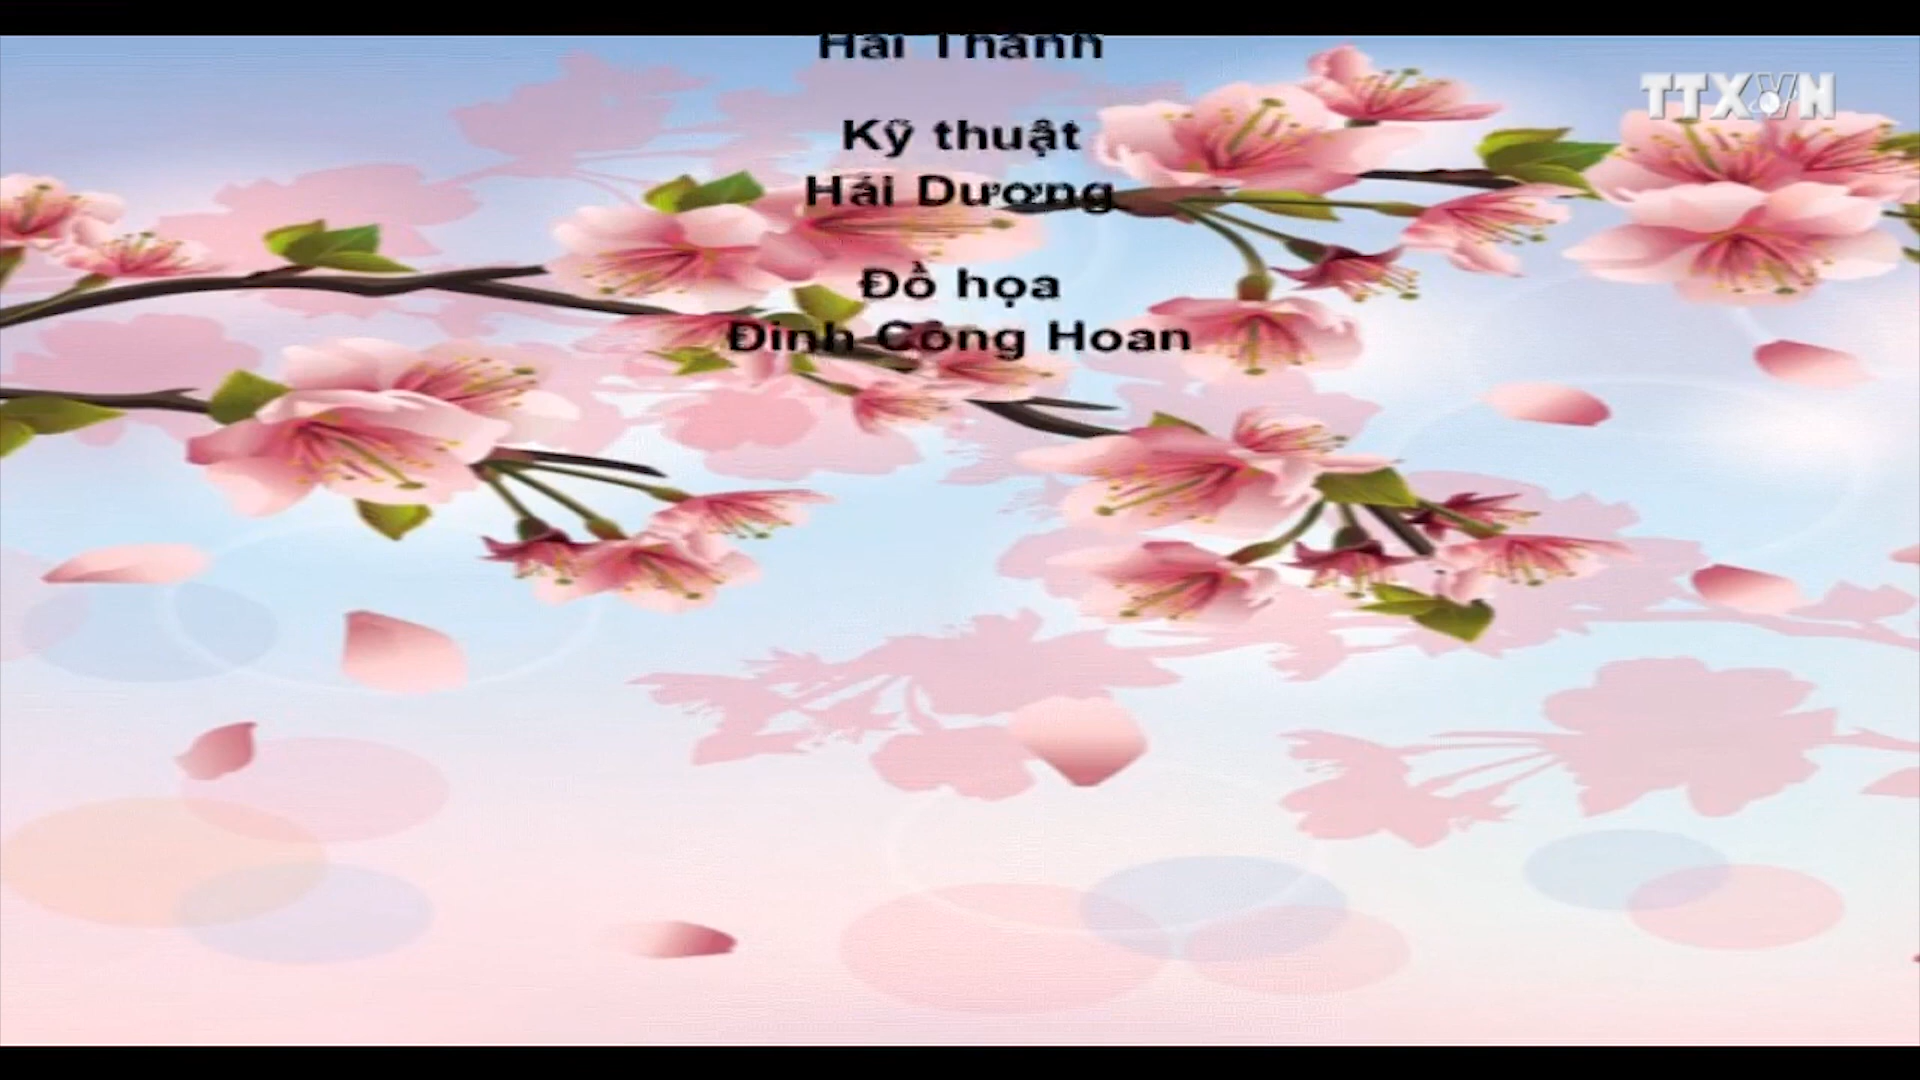 Hải Thanh
TTXVN
Kỹ thuật
Hải Dương
Đồ họa
Đinh Công Hoan